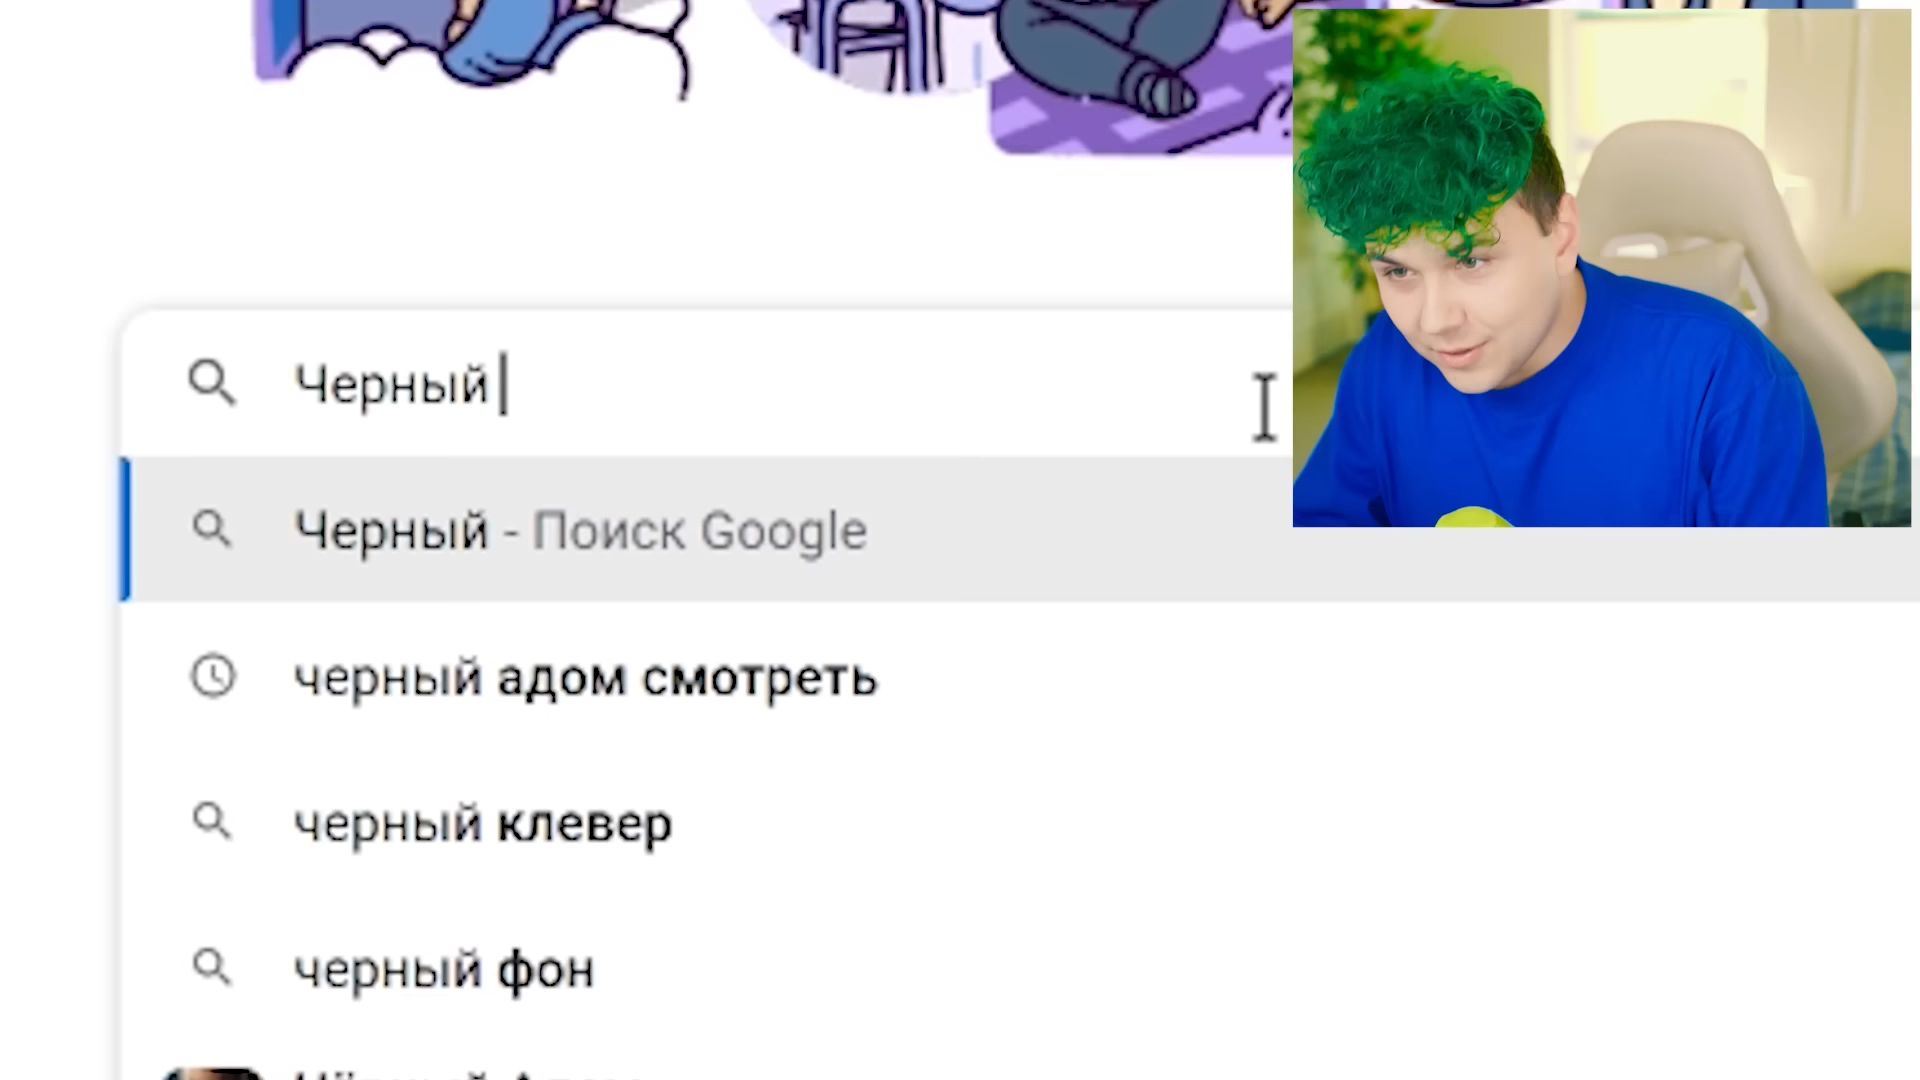 Черный
Черный - Поиск Google
черный адом смотреть
черный клевер
черный фон